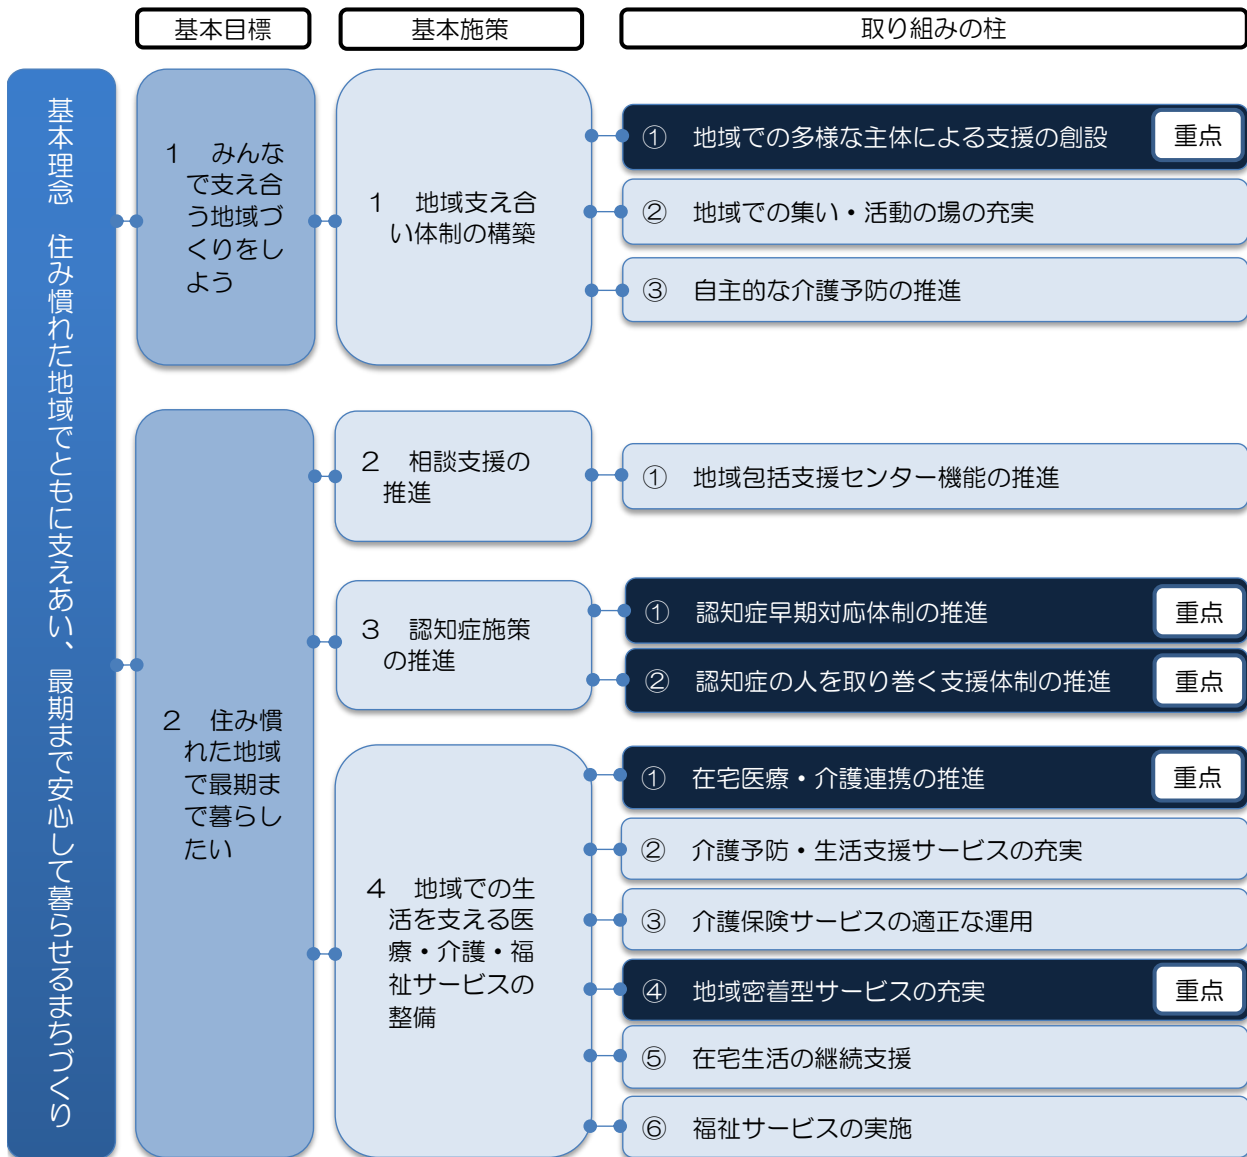 基本目標
基本施策
取り組みの柱
基本理念　住み慣れた地域でともに支えあい、最期まで安心して暮らせるまちづくり
１　みんな
で支え合
う地域づ
くりをし
よう
１　地域支え合
い体制の構築
①　地域での多様な主体による支援の創設
重点
②　地域での集い・活動の場の充実
③　自主的な介護予防の推進
２　住み慣
れた地域
で最期ま
で暮らし
たい
２　相談支援の
推進
①　地域包括支援センター機能の推進
３　認知症施策
の推進
①　認知症早期対応体制の推進
重点
②　認知症の人を取り巻く支援体制の推進
重点
４　地域での生
活を支える医
療・介護・福
祉サービスの
整備
①　在宅医療・介護連携の推進
重点
②　介護予防・生活支援サービスの充実
③　介護保険サービスの適正な運用
④　地域密着型サービスの充実
重点
⑤　在宅生活の継続支援
⑥　福祉サービスの実施